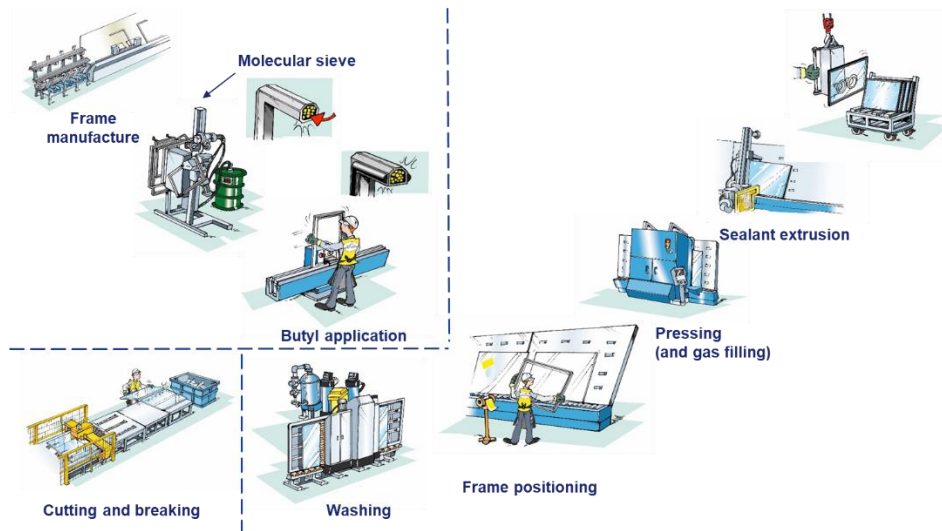 Molecular sieve
Frame
manufacture
Butyl application
Sealant extrusion
Pressing
(and gas filling)
Frame positioning
Cutting and breaking
Washing